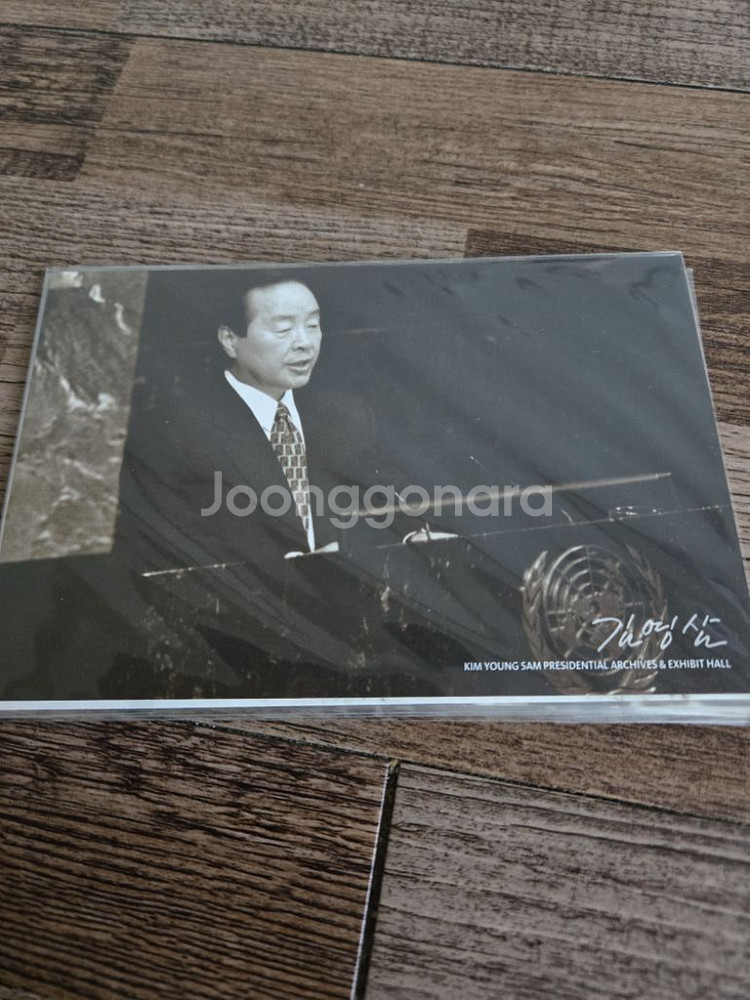 Joonggonara
김영삼
KIM YOUNG SAM PRESIDENTIAL ARCHIVES & EXHIBIT HALL